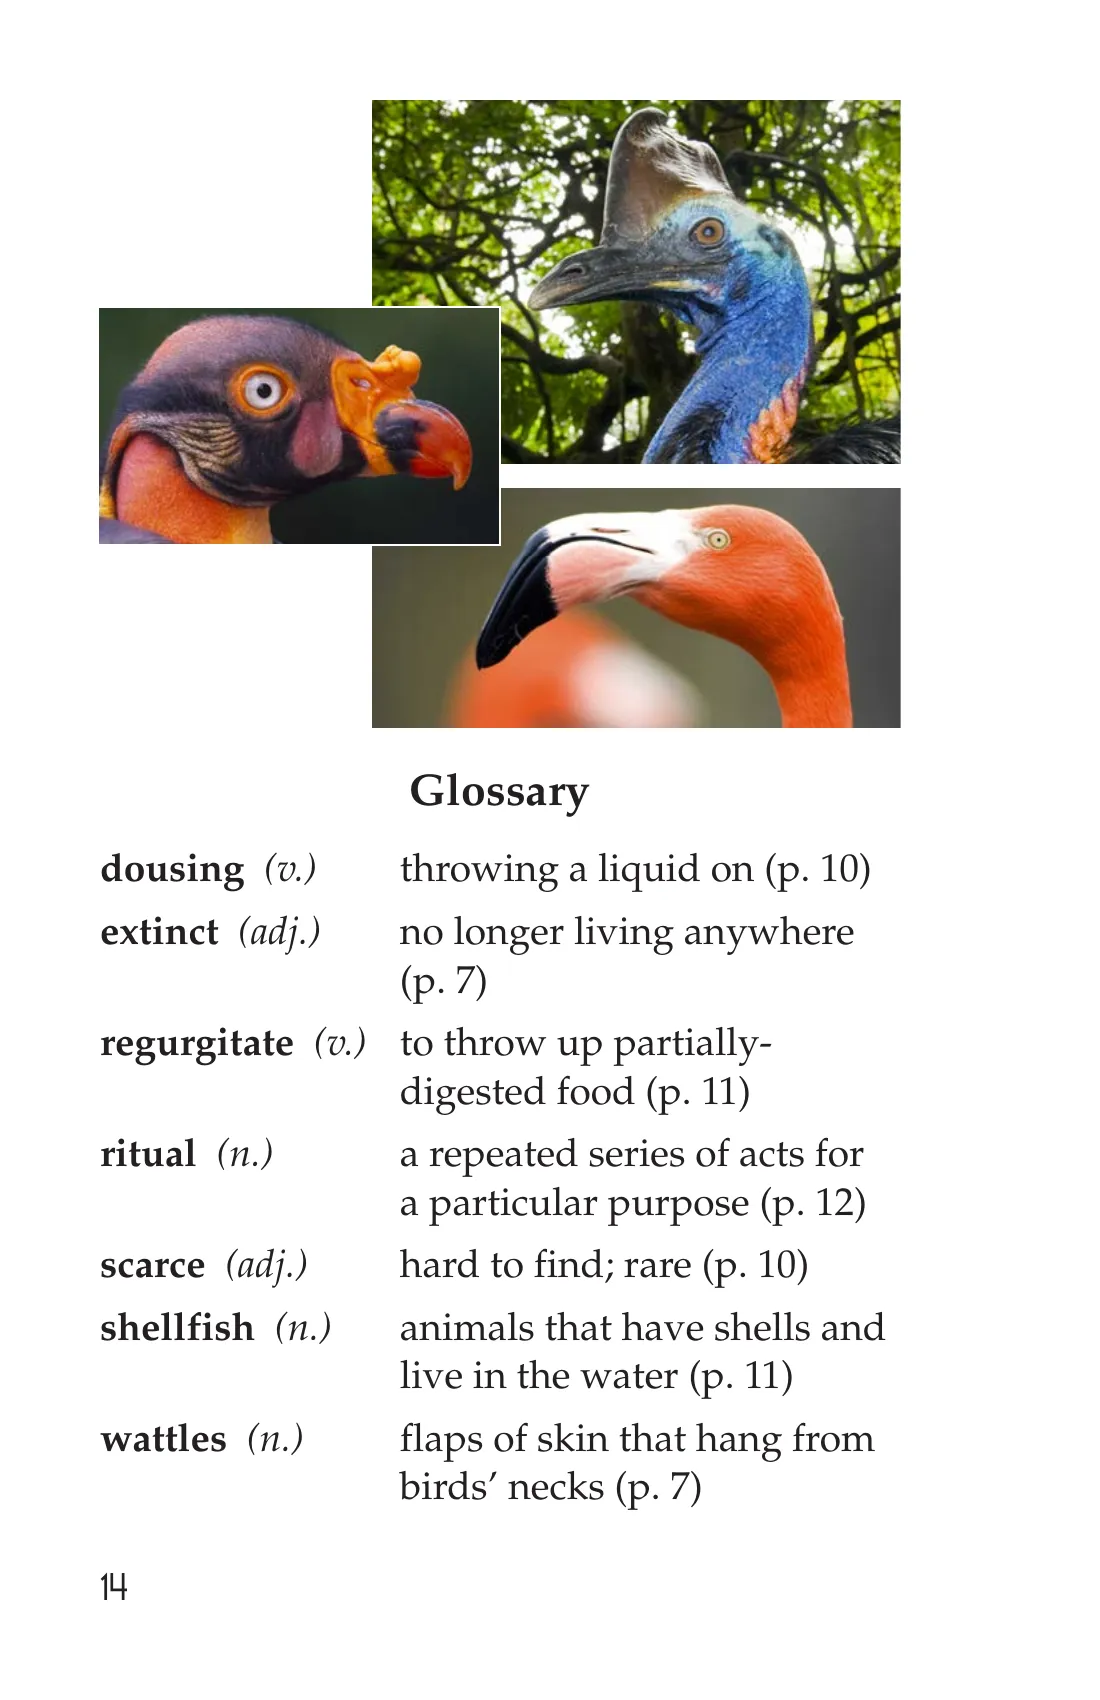 Glossary
dousing (v.) throwing a liquid on (p. 10)
extinct (adj.) no longer living anywhere
(p. 7)
regurgitate (v.) to throw up partially-
digested food (p. 11)
ritual (n.) a repeated series of acts for
a particular purpose (p. 12)
scarce (adj.) hard to find; rare (p. 10)
shellfish (n.) animals that have shells and
live in the water (p. 11)
wattles (n.) flaps of skin that hang from
birds’ necks (p. 7)
14